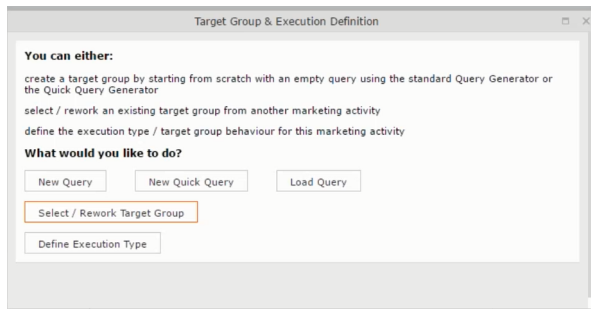 Target Group & Execution Definition
You can either:
create a target group by starting from scratch with an empty query using the standard Query Generator or
the Quick Query Generator
select / rework an existing target group from another marketing activity
define the execution type / target group behaviour for this marketing activity
What would you like to do?
New Query New Quick Query Load Query
Select / Rework Target Group
Define Execution Type